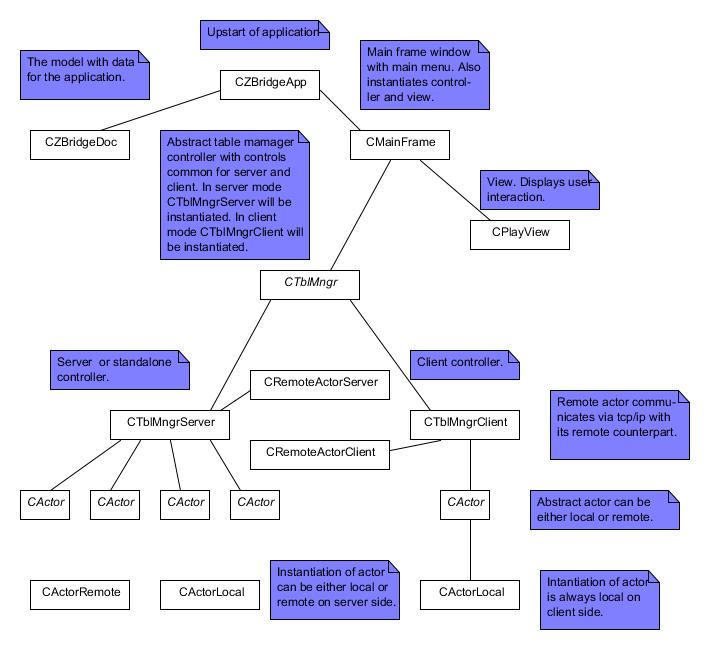 Upstart of application
The model with data
for the application.
Main frame window
with main menu. Also
instantiates control-
ler and view.
CZBridgeApp
CZBridgeDoc
Abstract table mamager
controller with controls
common for server and
client. In server mode
CTblMngrServer will be
instantiated. In client
mode CTblMngrClient will
be instantiated.
CMainFrame
View. Displays user
interaction.
CPlayView
CTblMngr
Server or standalone
controller.
Client controller.
CRemoteActorServer
CTblMngrServer
CTblMngrClient
Remote actor commu-
nicates via tcp/ip with
its remote counterpart.
CRemoteActorClient
CActor
CActor
CActor
CActor
CActor
Abstract actor can be
either local or remote.
CActorRemote
CActorLocal
Instantiation of actor
can be either local or
remote on server side.
CActorLocal
Intantiation of actor
is always local on
client side.